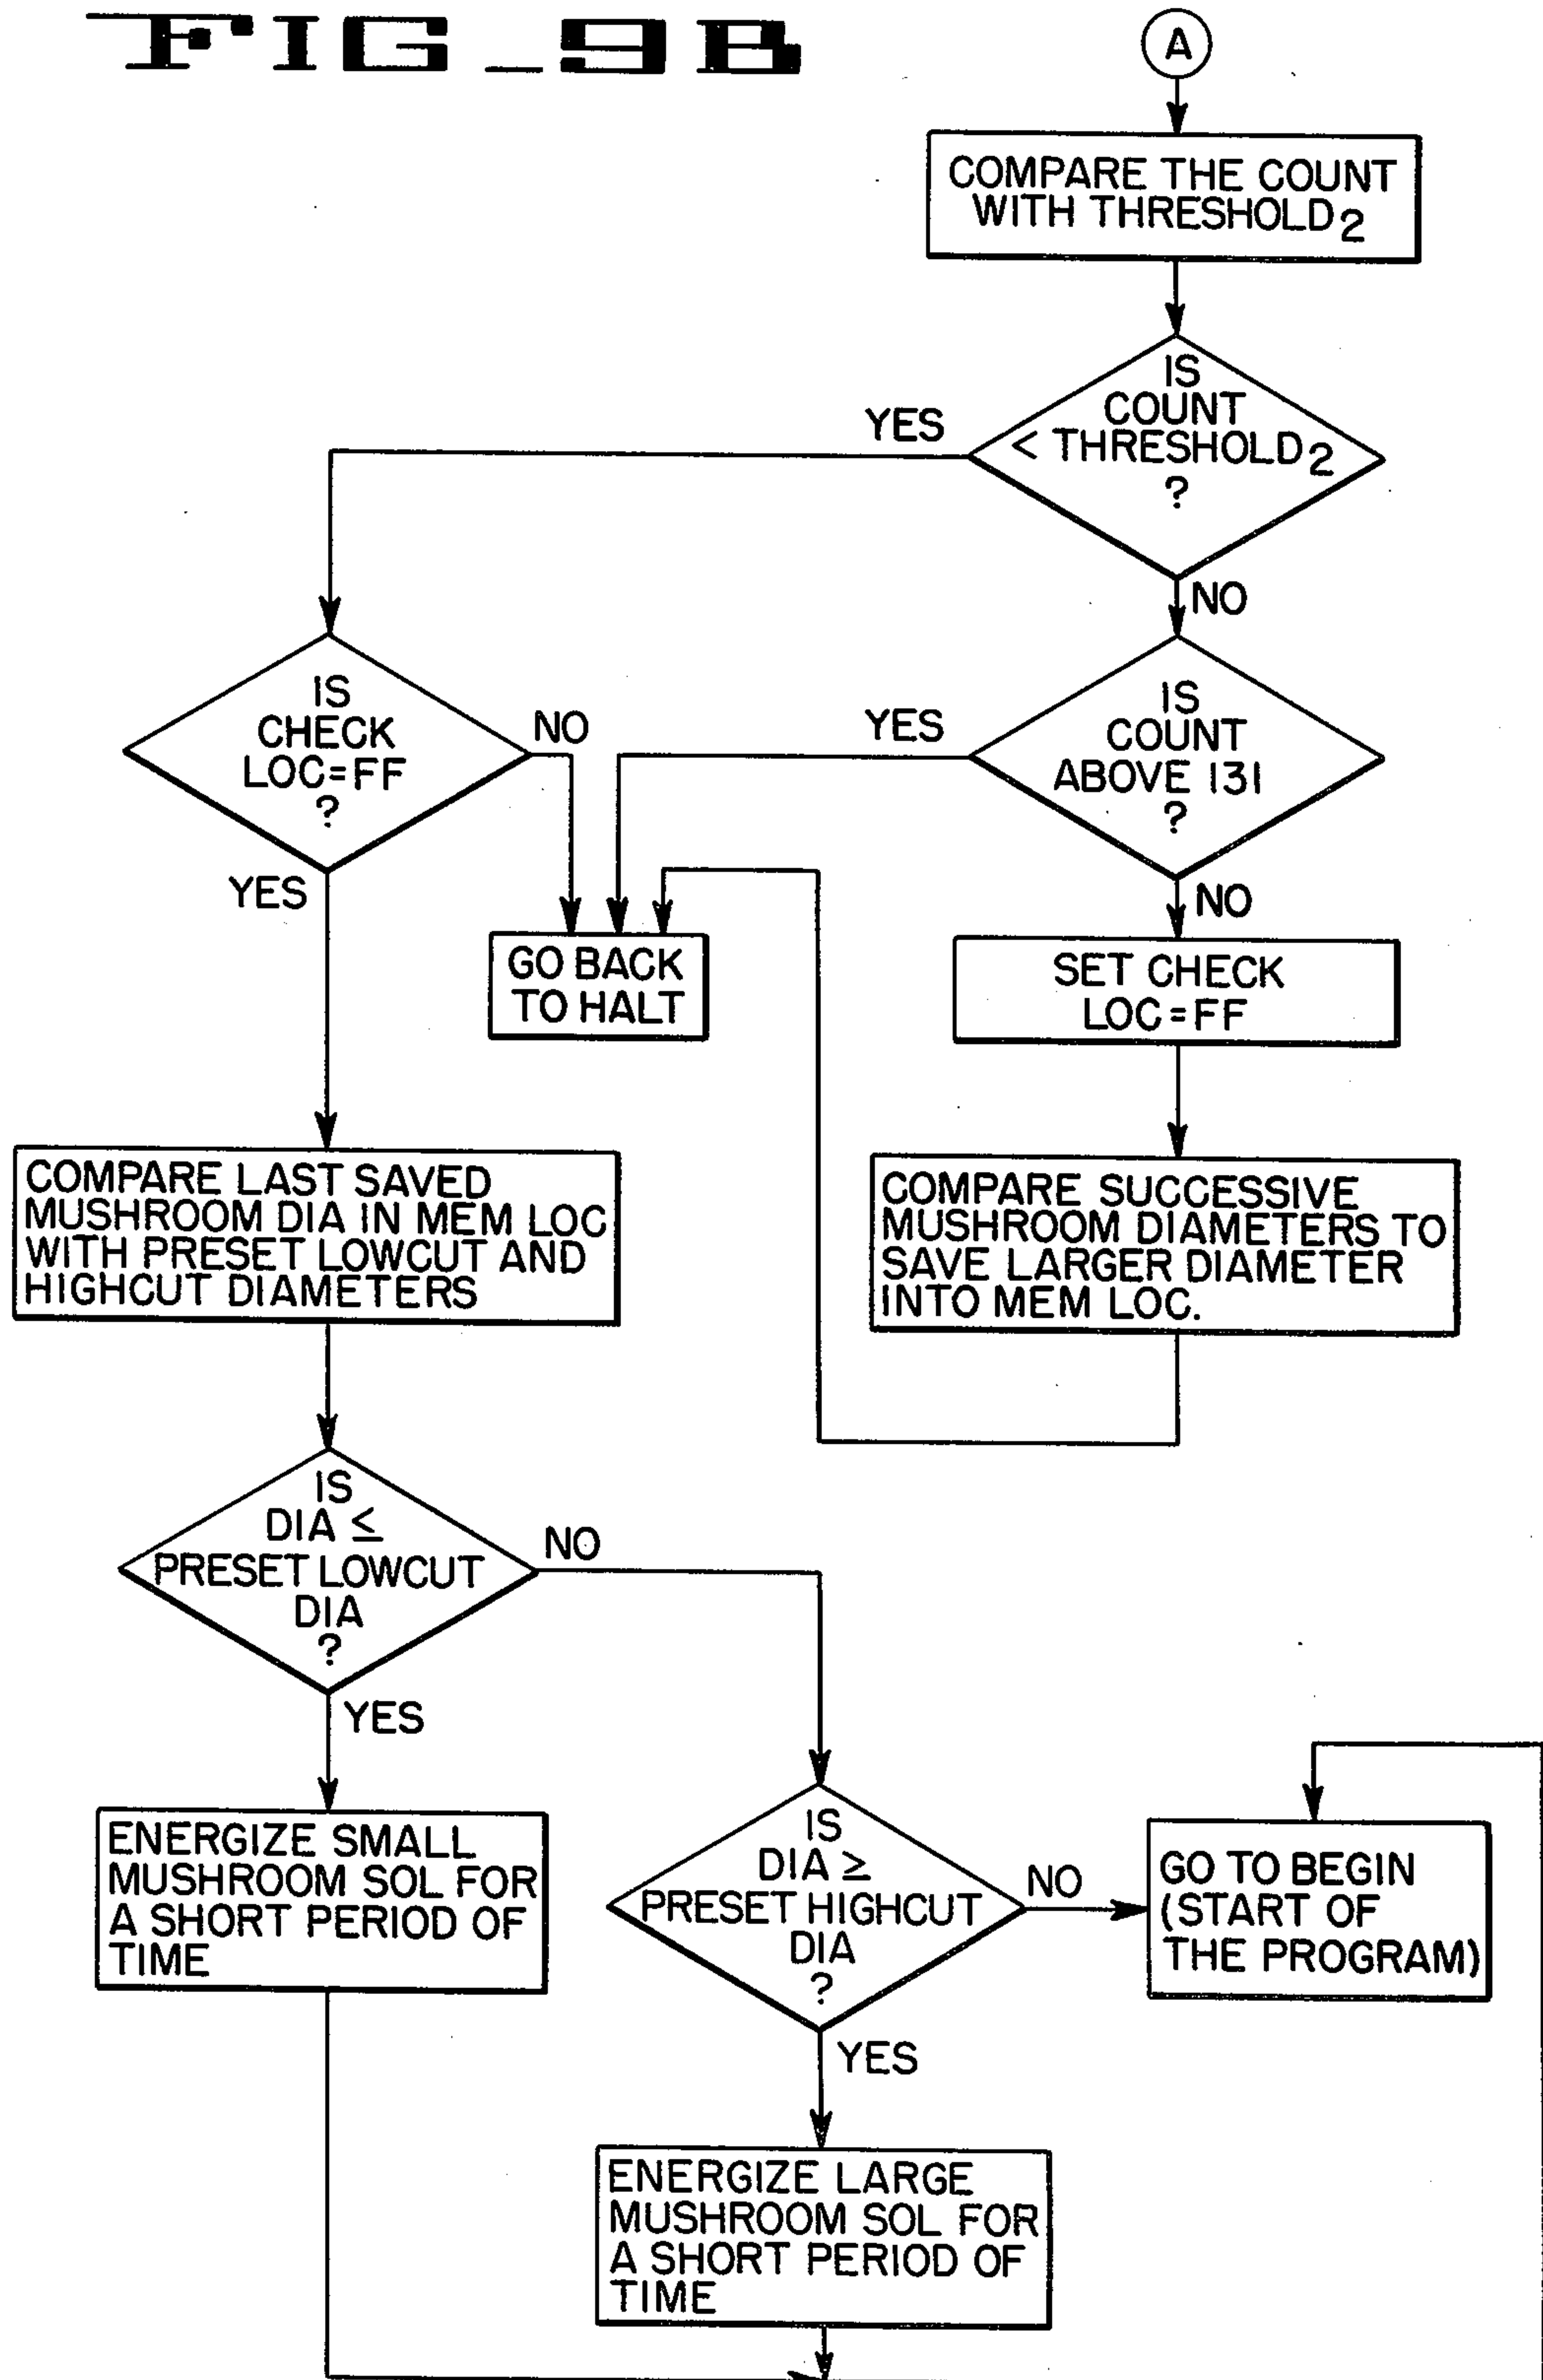 FIG_9B
A
COMPARE THE COUNT
WITH THRESHOLD2
IS
COUNT
< THRESHOLD2
?
YES
NO
IS
CHECK
LOC=FF
?
NO
YES
IS
COUNT
ABOVE 131
?
YES
NO
GO BACK
TO HALT
SET CHECK
LOC=FF
COMPARE LAST SAVED
MUSHROOM DIA IN MEM LOC
WITH PRESET LOWCUT AND
HIGHCUT DIAMETERS
COMPARE SUCCESSIVE
MUSHROOM DIAMETERS TO
SAVE LARGER DIAMETER
INTO MEM LOC.
IS
DIA ≤
PRESET LOWCUT
DIA
?
NO
YES
ENERGIZE SMALL
MUSHROOM SOL FOR
A SHORT PERIOD OF
TIME
IS
DIA ≥
PRESET HIGHCUT
DIA
?
NO
YES
GO TO BEGIN
(START OF
THE PROGRAM)
ENERGIZE LARGE
MUSHROOM SOL FOR
A SHORT PERIOD OF
TIME